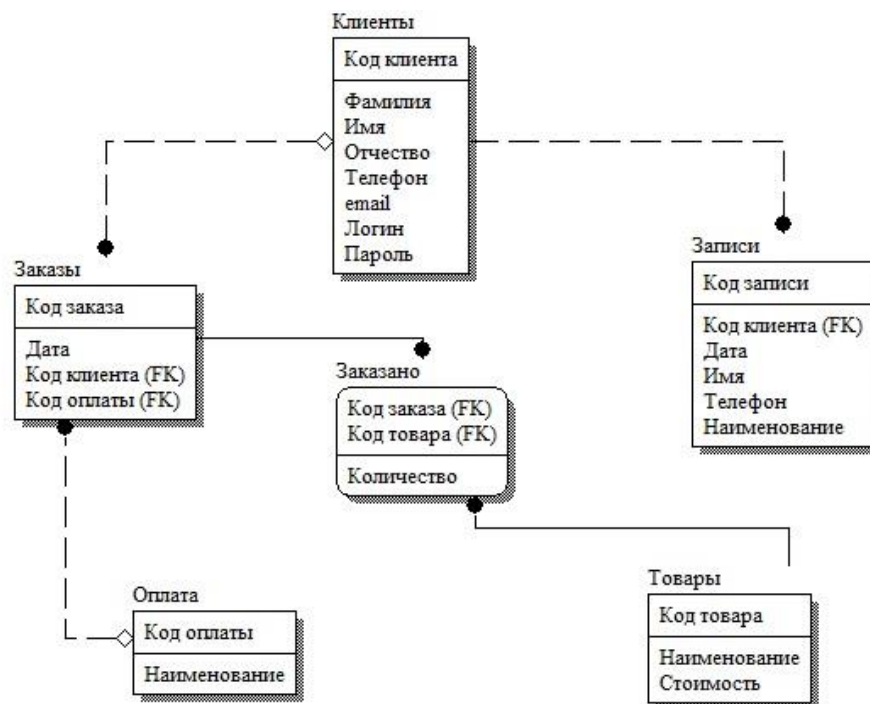 Клиенты
Код клиента
Фамилия
Имя
Отчество
Телефон
email
Логин
Пароль
Заказы
Код заказа
Дата
Код клиента (FK)
Код оплаты (FK)
Заказано
Код заказа (FK)
Код товара (FK)
Количество
Записи
Код записи
Код клиента (FK)
Дата
Имя
Телефон
Наименование
Оплата
Код оплаты
Наименование
Товары
Код товара
Наименование
Стоимость